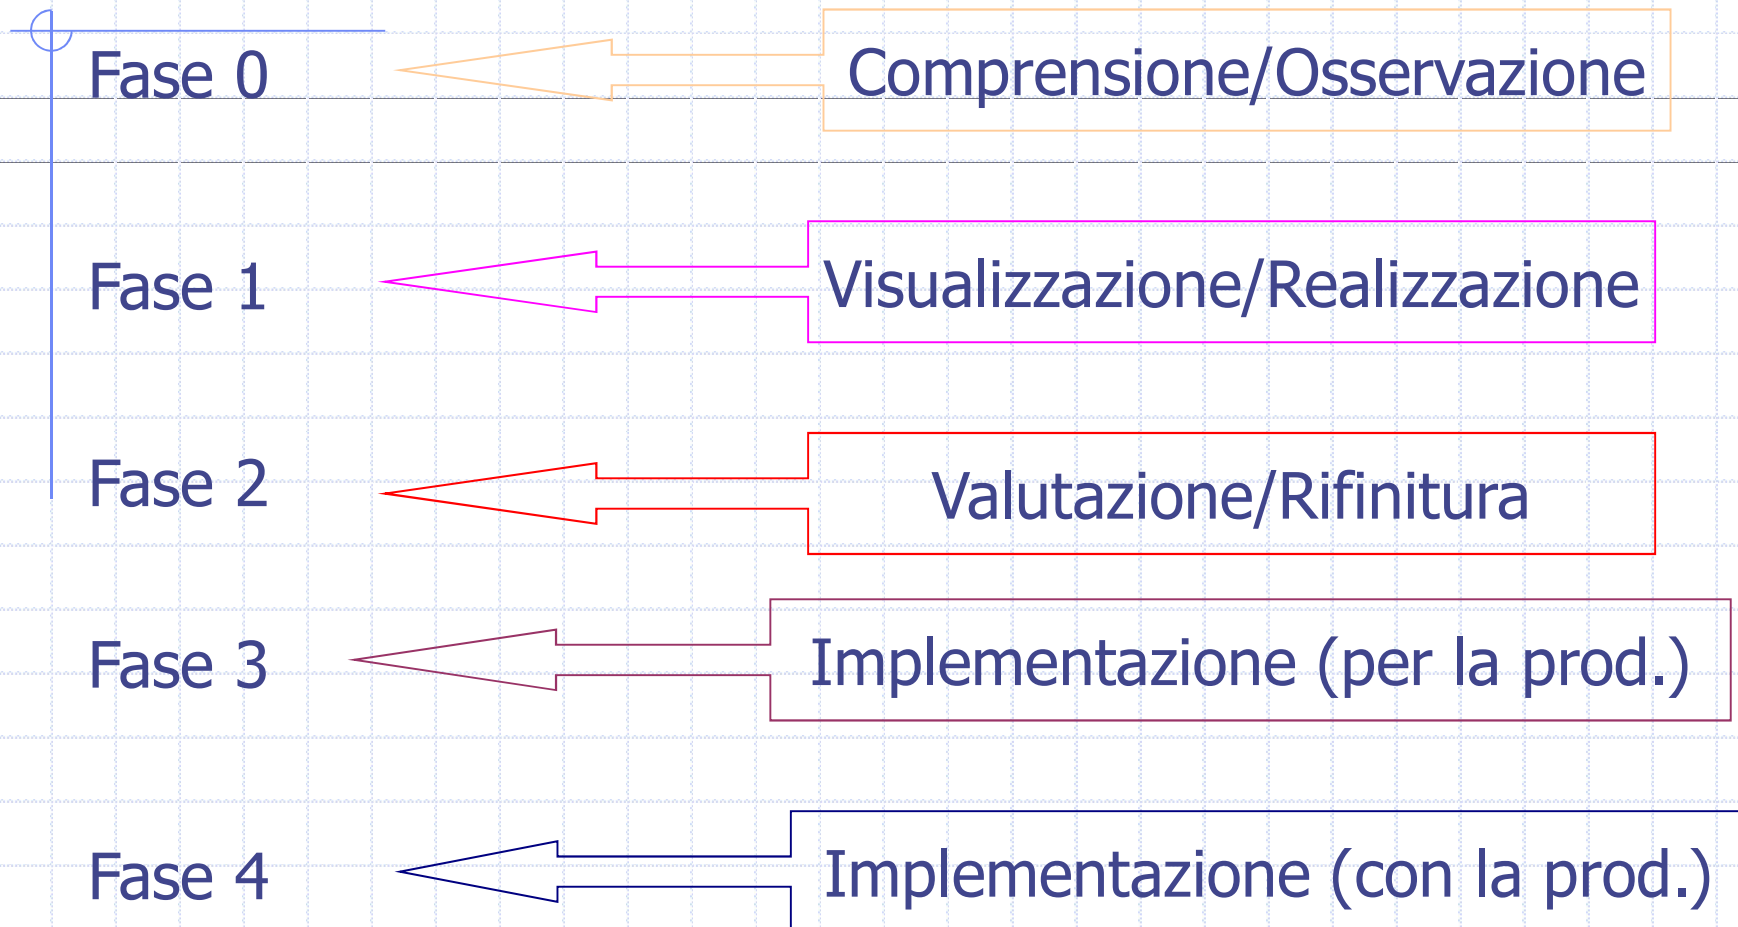 Fase 0 Comprensione/Osservazione
Fase 1 Visualizzazione/Realizzazione
Fase 2 Valutazione/Rifinitura
Fase 3 Implementazione (per la prod.)
Fase 4 Implementazione (con la prod.)